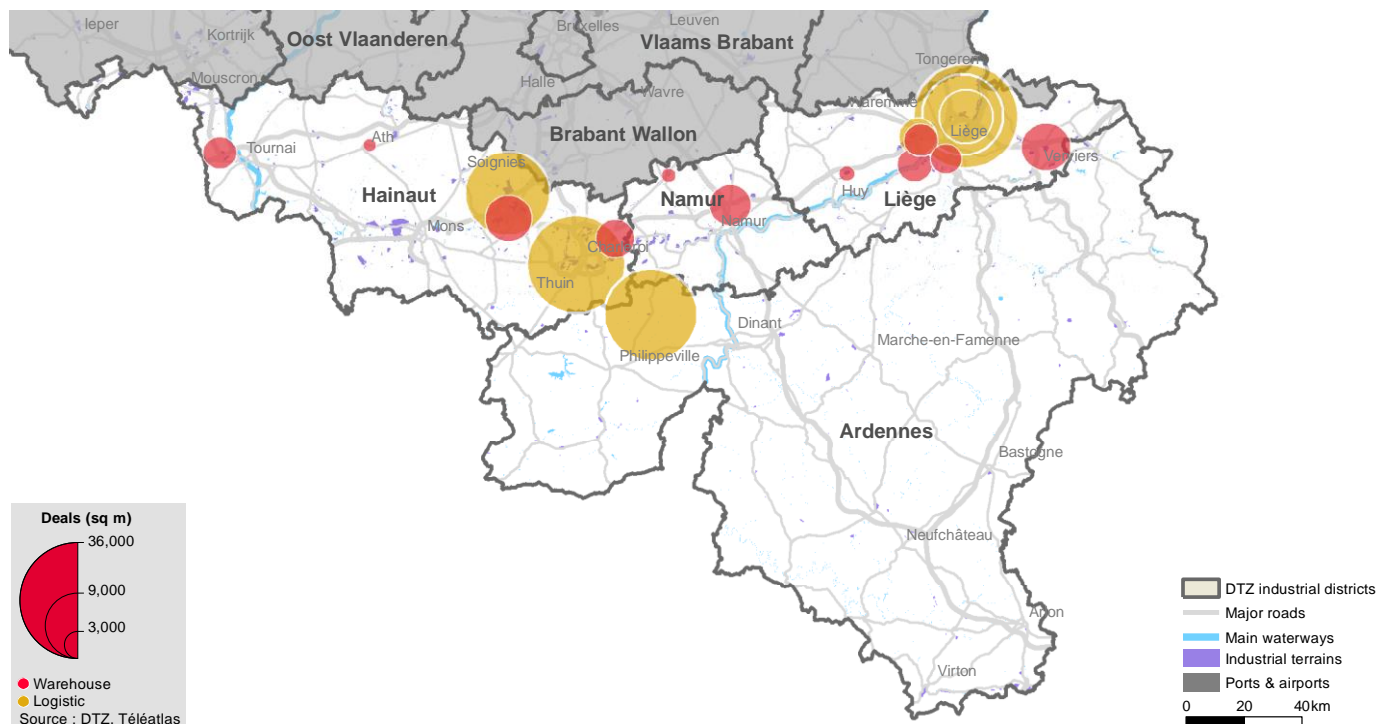 Ieper
Kortrijk
Oost Vlaanderen
Bruxelles
Leuven
Vlaams Brabant
Tongeren
Mouscron
Halle
Wavre
Waremme
Tournai
Ath
Brabant Wallon
Liège
Verviers
Soignies
Hainaut
Namur
Huy
Liège
Mons
Namur
Charleroi
Thuin
Dinant
Marche-en-Famenne
Philippeville
Ardennes
Bastogne
Neufchâteau
Arlon
Virton
Deals (sq m)
36,000
9,000
3,000
Warehouse
Logistic
Source : DTZ, Téléatlas
DTZ industrial districts
Major roads
Main waterways
Industrial terrains
Ports & airports
0 20 40 km